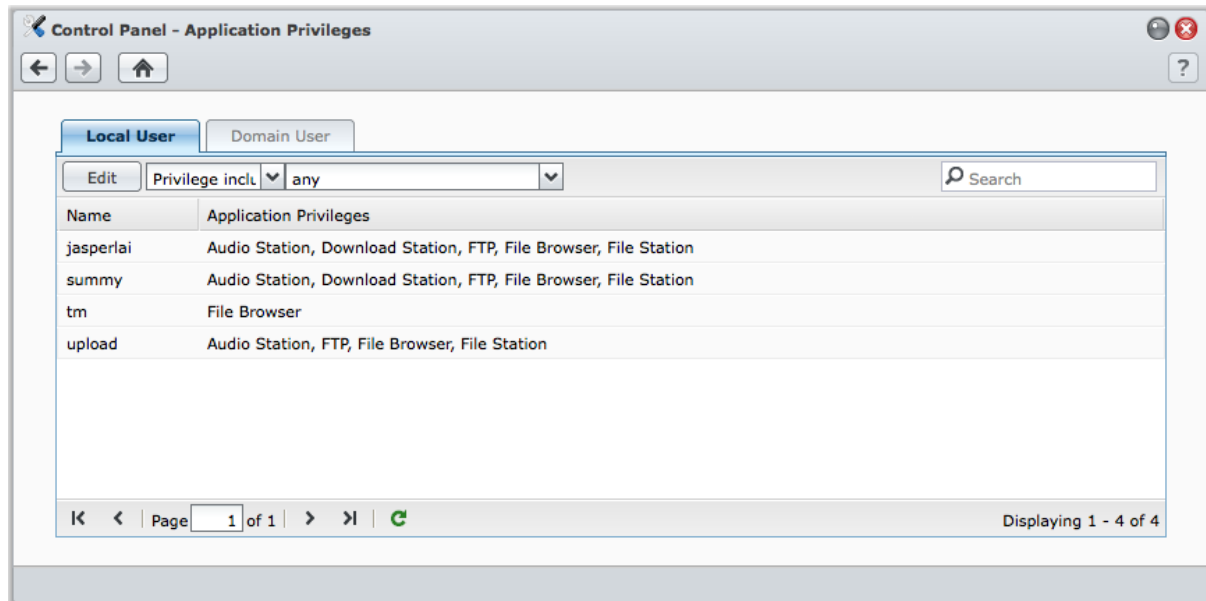 Control Panel - Application Privileges
?
Local User Domain User
Edit Privilege inclu any Search
Name Application Privileges
jasperlai Audio Station, Download Station, FTP, File Browser, File Station
summy Audio Station, Download Station, FTP, File Browser, File Station
tm File Browser
upload Audio Station, FTP, File Browser, File Station
Page 1 of 1 Displaying 1 - 4 of 4